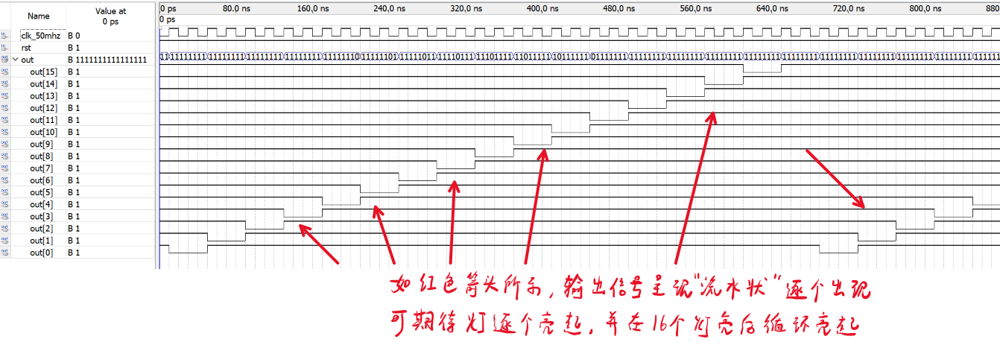 Name Value at 0 ps
0 ps 80.0 ns 160.0 ns 240.0 ns 320.0 ns 400.0 ns 480.0 ns 560.0 ns 640.0 ns 720.0 ns 800.0 ns 880
0 ps
clk_50mhz B 0
rst B 1
out B 1111111111111111 11 11111111 11111111 11111111 11111111 11111110 11111101 11111011 11110111 11101111 11011111 10111111 01111111 11111111 11111111 11111111 11111111 11111111 11111111 11111111 11111111 11111111 111111
out[15] B 1
out[14] B 1
out[13] B 1
out[12] B 1
out[11] B 1
out[10] B 1
out[9] B 1
out[8] B 1
out[7] B 1
out[6] B 1
out[5] B 1
out[4] B 1
out[3] B 1
out[2] B 1
out[1] B 1
out[0] B 1
如红色箭头所示，输出信号呈现“流水状”逐个出现
可期待灯逐个亮起，并在16个灯亮后循环亮起